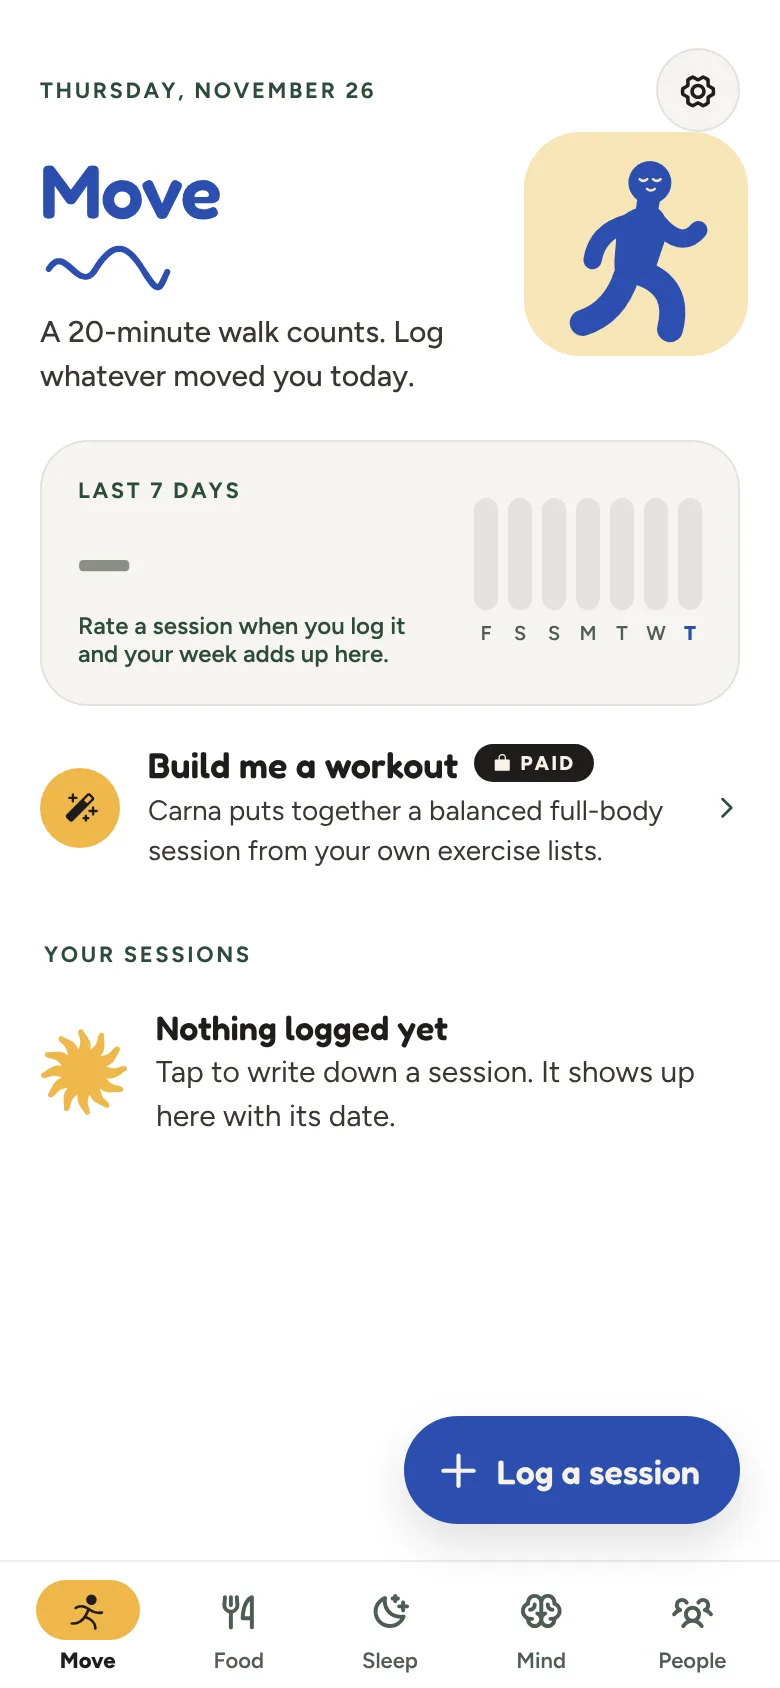 THURSDAY, NOVEMBER 26
Move
A 20-minute walk counts. Log
whatever moved you today.
LAST 7 DAYS
—
Rate a session when you log it
and your week adds up here.
F S S M T W T
Build me a workout PAID
Carna puts together a balanced full-body
session from your own exercise lists.
YOUR SESSIONS
Nothing logged yet
Tap to write down a session. It shows up
here with its date.
Log a session
Move Food Sleep Mind People